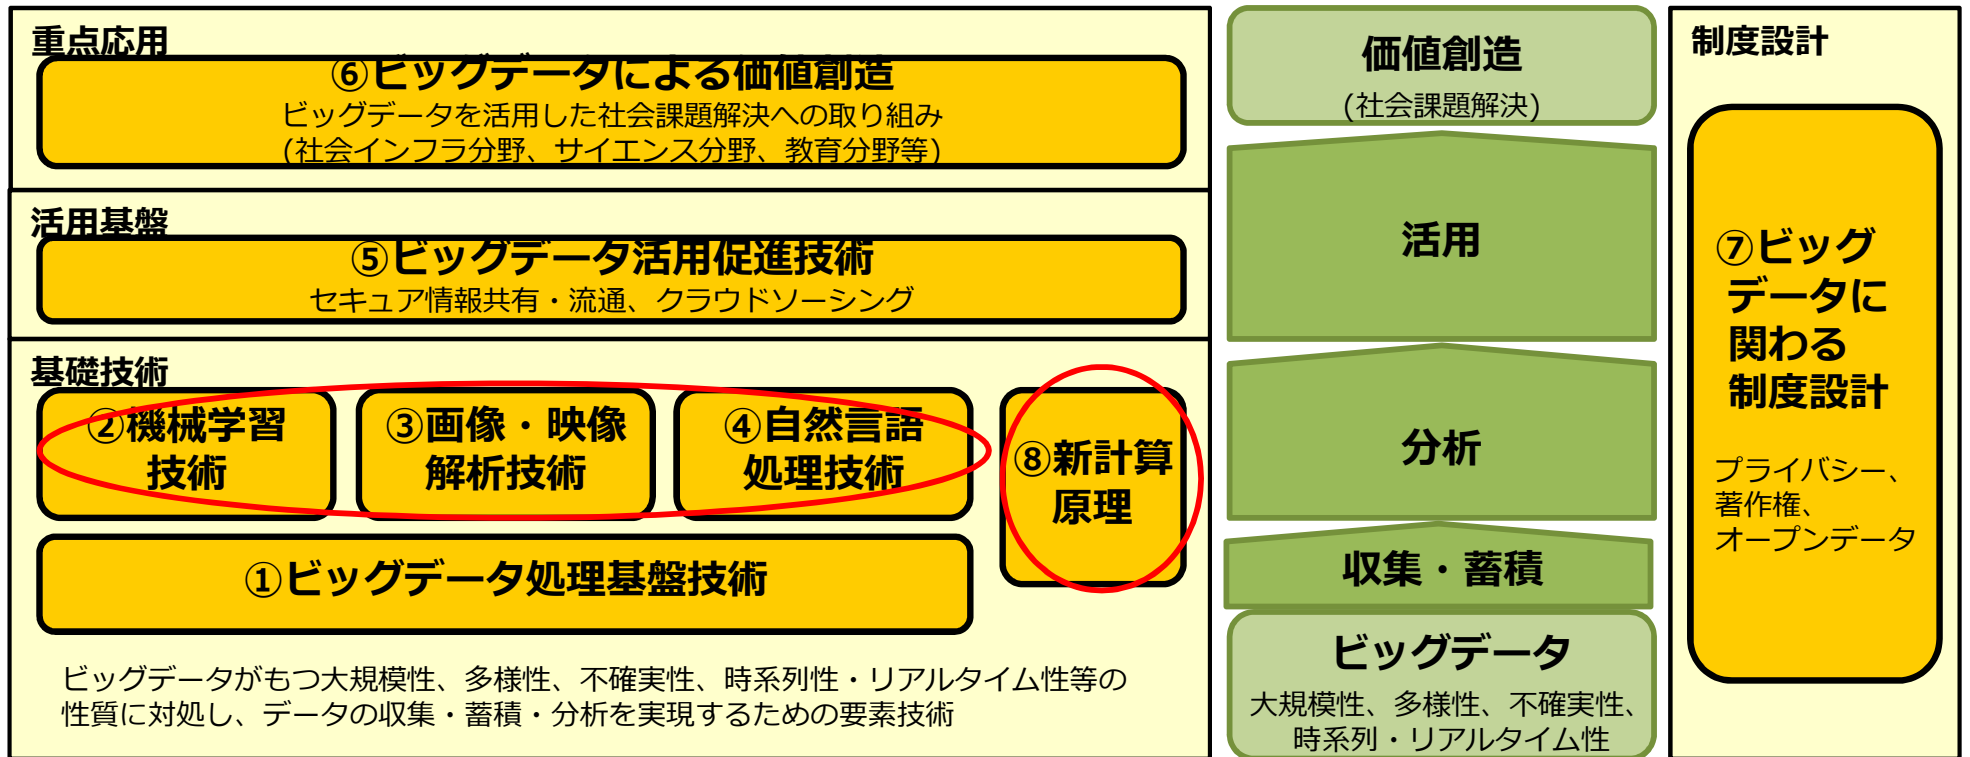 重点応用
⑥ビッグデータによる価値創造
ビッグデータを活用した社会課題解決への取り組み
(社会インフラ分野、サイエンス分野、教育分野等)
活用基盤
⑤ビッグデータ活用促進技術
セキュア情報共有・流通、クラウドソーシング
基礎技術
②機械学習
技術
③画像・映像
解析技術
④自然言語
処理技術
⑧新計算
原理
①ビッグデータ処理基盤技術
ビッグデータがもつ大規模性、多様性、不確実性、時系列性・リアルタイム性等の
性質に対処し、データの収集・蓄積・分析を実現するための要素技術
価値創造
(社会課題解決)
活用
分析
収集・蓄積
ビッグデータ
大規模性、多様性、不確実性、
時系列・リアルタイム性
制度設計
⑦ビッグ
データに
関わる
制度設計
プライバシー、
著作権、
オープンデータ